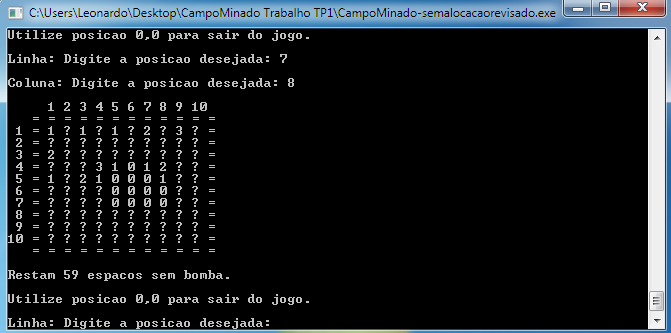 C:\Users\Leonardo\Desktop\CampoMinado Trabalho TP1\CampoMinado-semalocacaorevisado.exe
Utilize posicao 0,0 para sair do jogo.
Linha: Digite a posicao desejada: 7
Coluna: Digite a posicao desejada: 8
1 2 3 4 5 6 7 8 9 10
= = = = = = = = = = = =
1 = 1 ? 1 ? 1 ? 2 ? 3 ? =
2 = ? ? ? ? ? ? ? ? ? ? =
3 = 2 ? ? ? ? ? ? ? ? ? =
4 = ? ? ? 3 1 0 1 2 ? ? =
5 = 1 ? 2 1 0 0 0 1 ? ? =
6 = ? ? ? ? 0 0 0 0 ? ? =
7 = ? ? ? ? 0 0 0 0 ? ? =
8 = ? ? ? ? ? ? ? ? ? ? =
9 = ? ? ? ? ? ? ? ? ? ? =
10 = ? ? ? ? ? ? ? ? ? ? =
= = = = = = = = = = = =
Restam 59 espacos sem bomba.
Utilize posicao 0,0 para sair do jogo.
Linha: Digite a posicao desejada: